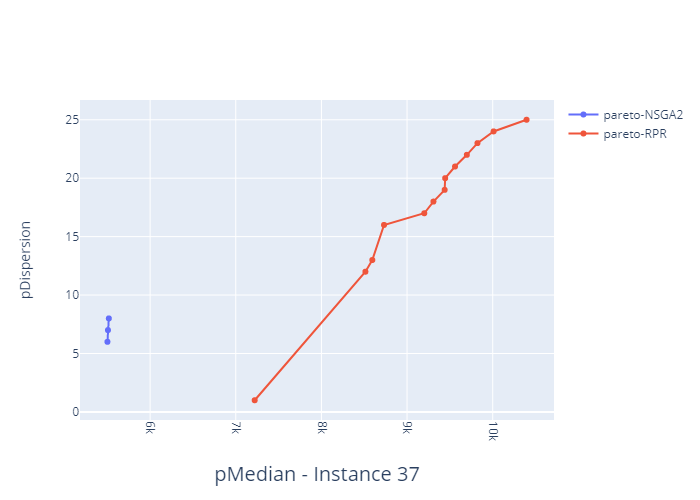 pareto-NSGA2
pareto-RPR
25
20
15
10
5
0
pDispersion
6k
7k
8k
9k
10k
pMedian - Instance 37